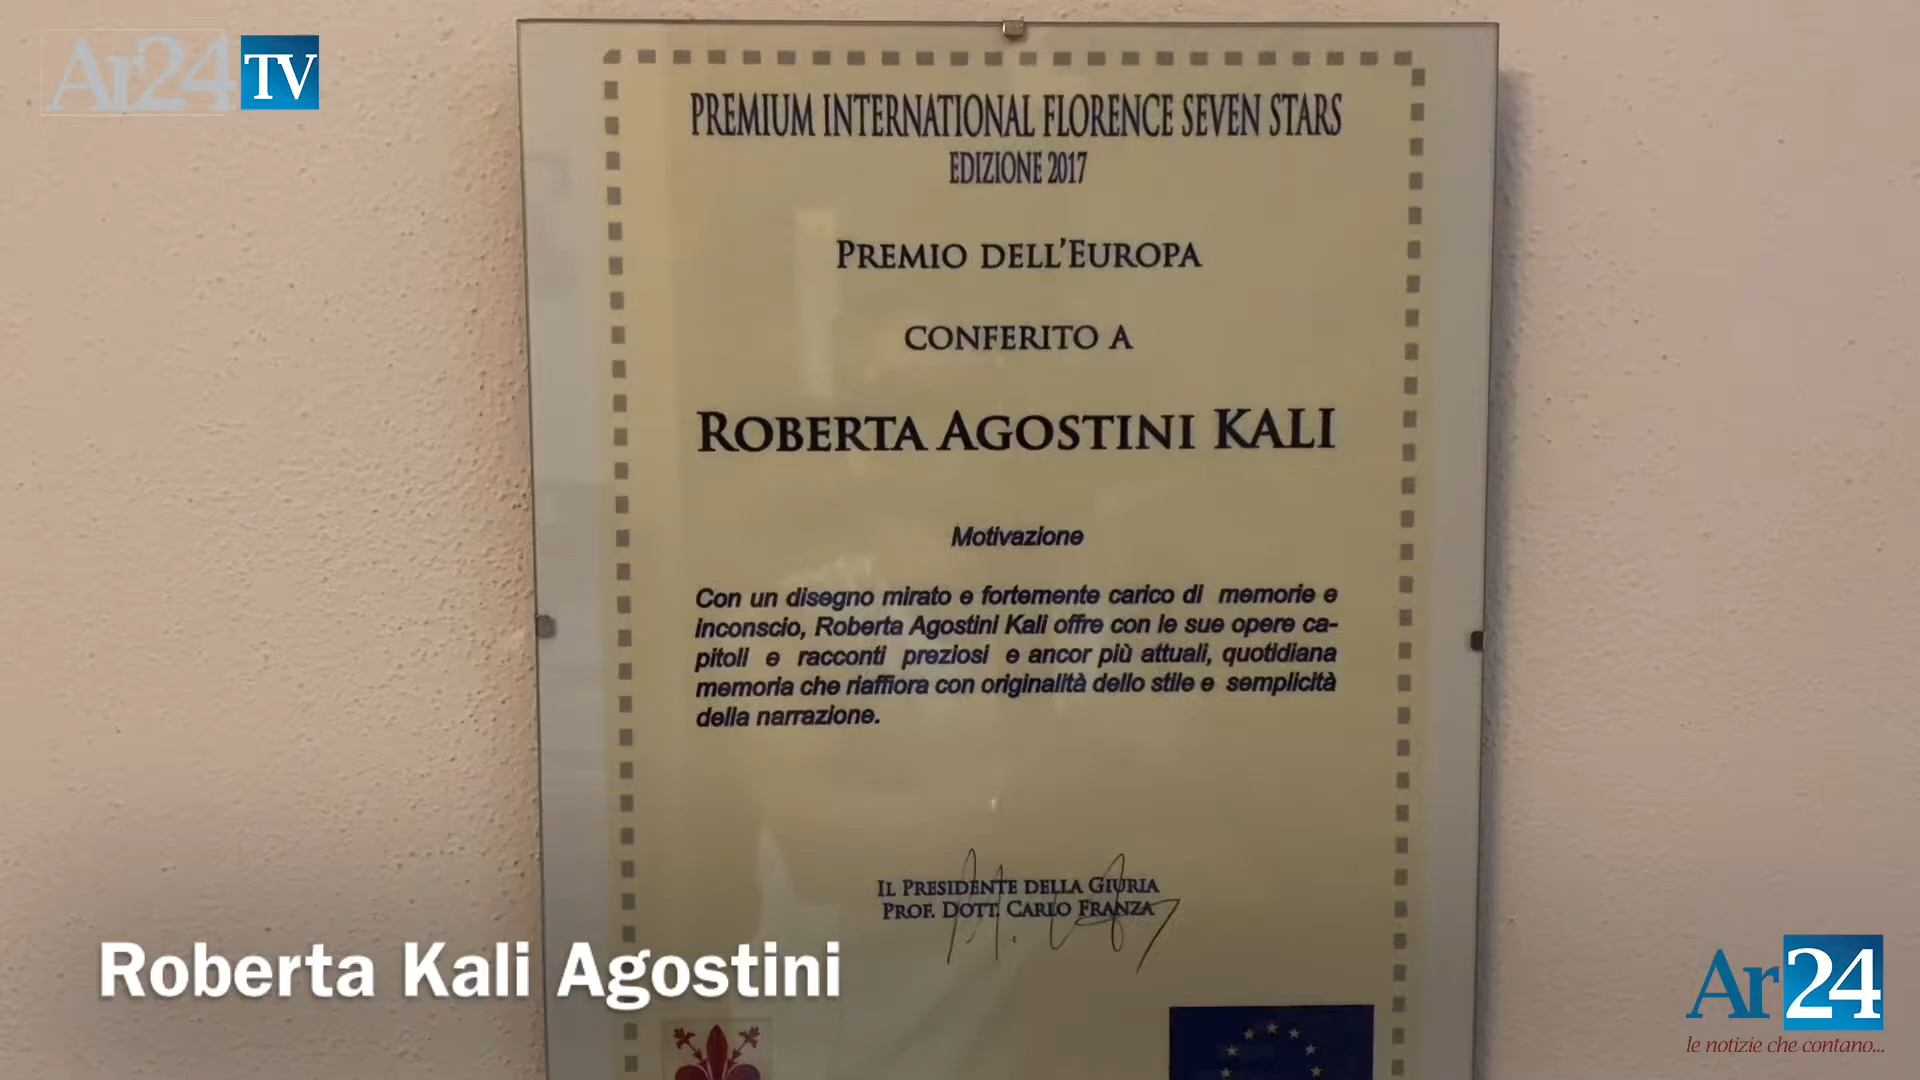 Ar24 TV
PREMIUM INTERNATIONAL FLORENCE SEVEN STARS
EDIZIONE 2017
PREMIO DELL'EUROPA
CONFERITO A
ROBERTA AGOSTINI KALI
Motivazione
Con un disegno mirato e fortemente carico di memorie e
inconscio, Roberta Agostini Kali offre con le sue opere ca-
pitoli e racconti preziosi e ancor più attuali, quotidiana
memoria che riaffiora con originalità dello stile e semplicità
della narrazione.
IL PRESIDENTE DELLA GIURIA
PROF. DOTT. CARLO FRANZA
Roberta Kali Agostini
Ar24
le notizie che contano...